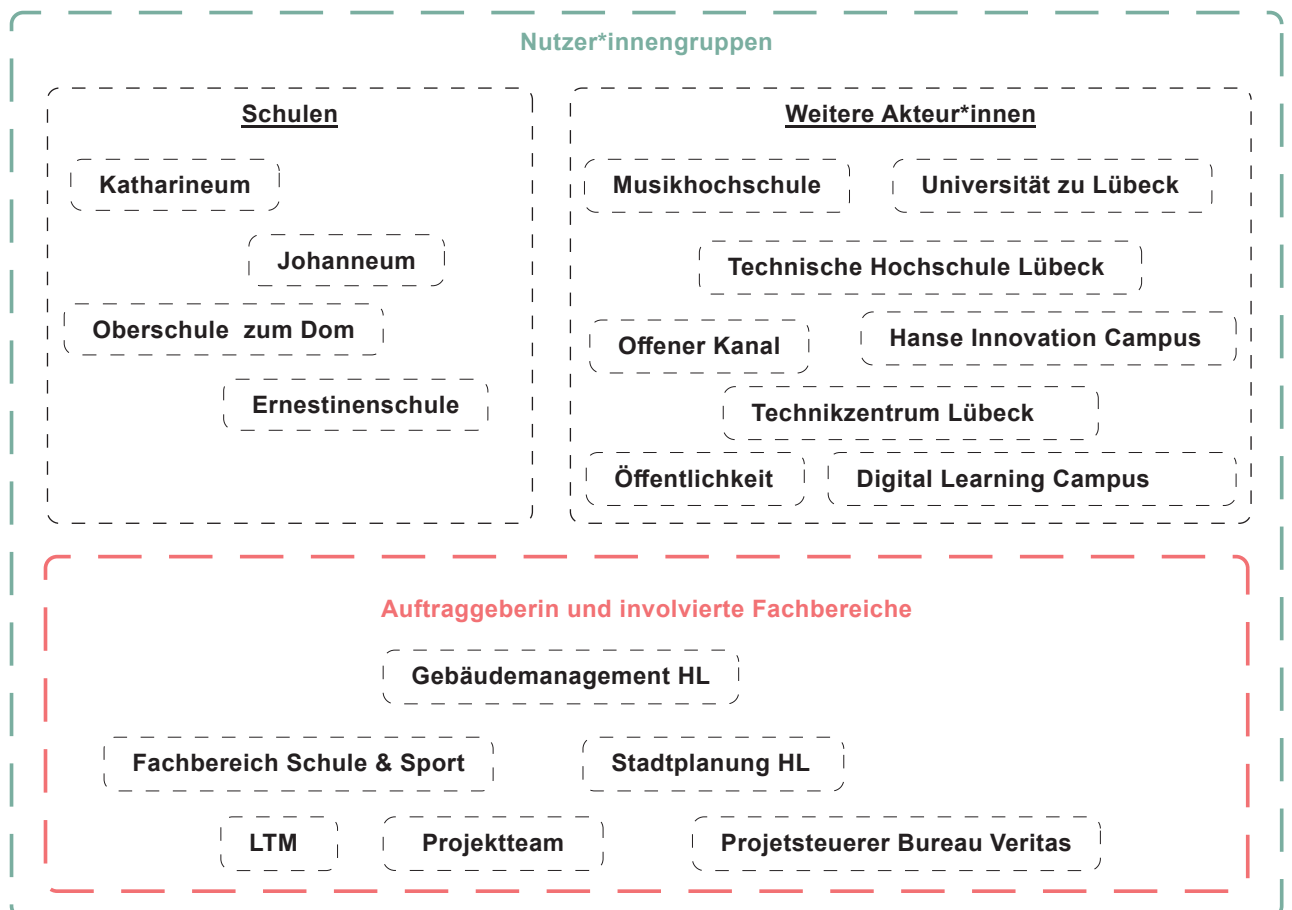 Nutzer*innengruppen
Schulen
Katharineum
Johanneum
Oberschule zum Dom
Ernestinenschule
Weitere Akteur*innen
Musikhochschule
Universität zu Lübeck
Technische Hochschule Lübeck
Offener Kanal
Hanse Innovation Campus
Technikzentrum Lübeck
Öffentlichkeit
Digital Learning Campus
Auftraggeberin und involvierte Fachbereiche
Gebäudemanagement HL
Fachbereich Schule & Sport
Stadtplanung HL
LTM
Projektteam
Projetsteuerer Bureau Veritas